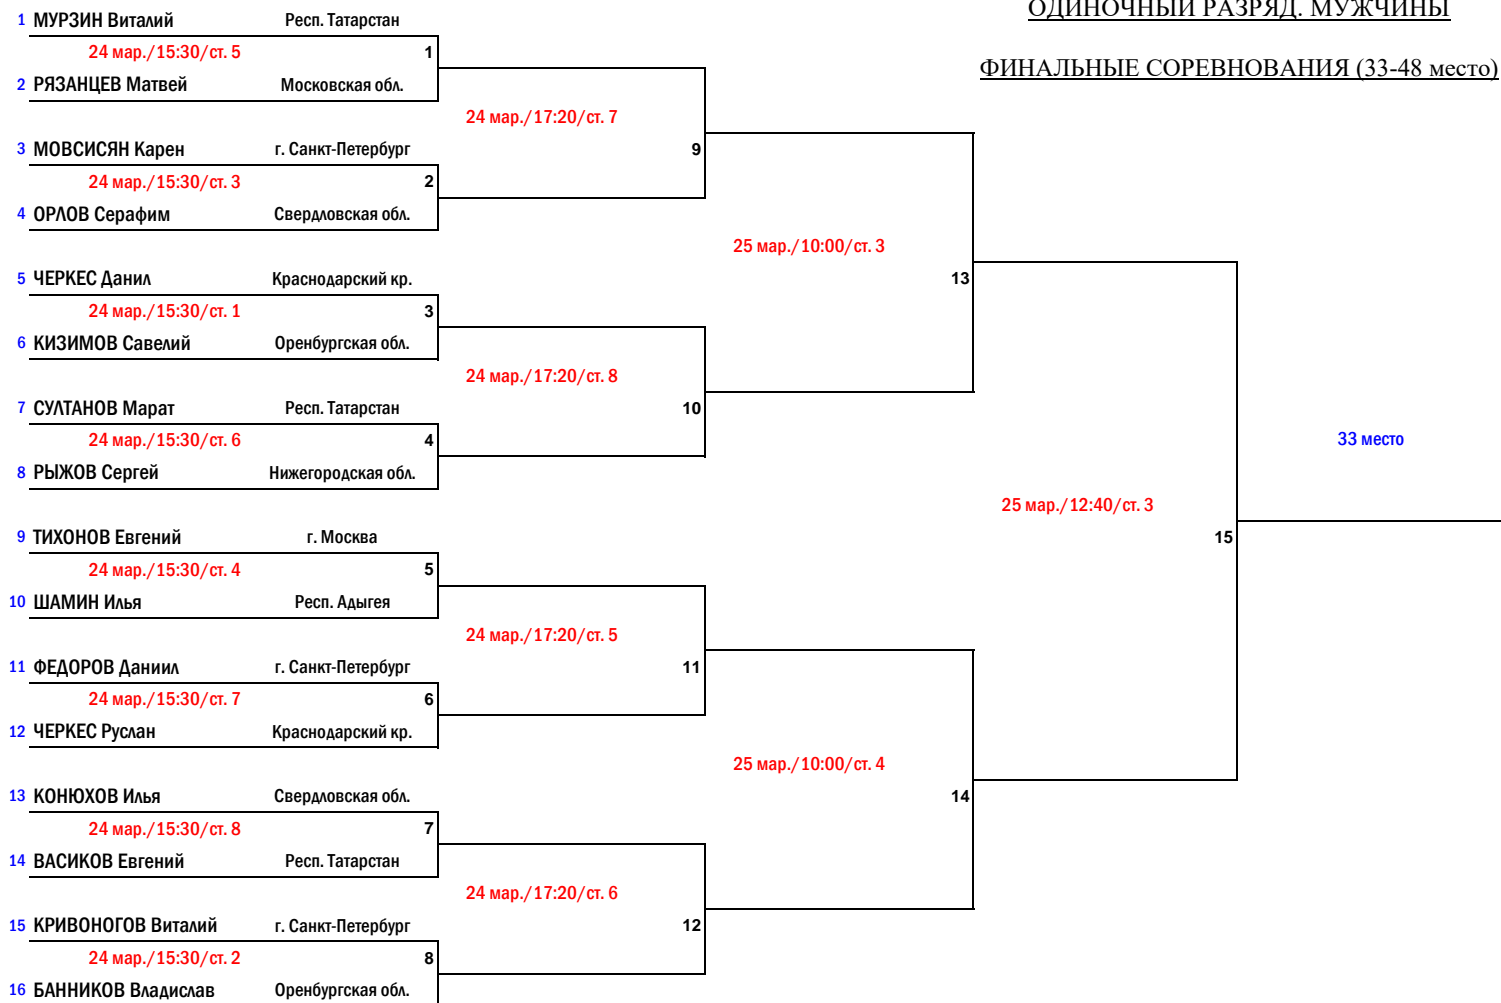 ОДИНОЧНЫЙ РАЗРЯД. МУЖЧИНЫ
1 МУРЗИН Виталий Респ. Татарстан
24 мар./15:30/ст. 5 1
ФИНАЛЬНЫЕ СОРЕВНОВАНИЯ (33-48 место)
2 РЯЗАНЦЕВ Матвей Московская обл.
24 мар./17:20/ст. 7
3 МОВСИСЯН Карен г. Санкт-Петербург 9
24 мар./15:30/ст. 3 2
4 ОРЛОВ Серафим Свердловская обл.
25 мар./10:00/ст. 3
5 ЧЕРКЕС Данил Краснодарский кр. 13
24 мар./15:30/ст. 1 3
6 КИЗИМОВ Савелий Оренбургская обл.
24 мар./17:20/ст. 8
7 СУЛТАНОВ Марат Респ. Татарстан 10
24 мар./15:30/ст. 6 4 33 место
8 РЫЖОВ Сергей Нижегородская обл.
25 мар./12:40/ст. 3
9 ТИХОНОВ Евгений г. Москва 15
24 мар./15:30/ст. 4 5
10 ШАМИН Илья Респ. Адыгея
24 мар./17:20/ст. 5
11 ФЕДОРОВ Даниил г. Санкт-Петербург 11
24 мар./15:30/ст. 7 6
12 ЧЕРКЕС Руслан Краснодарский кр.
25 мар./10:00/ст. 4
13 КОНЮХОВ Илья Свердловская обл. 14
24 мар./15:30/ст. 8 7
14 ВАСИКОВ Евгений Респ. Татарстан
24 мар./17:20/ст. 6
15 КРИВОНОГОВ Виталий г. Санкт-Петербург 12
24 мар./15:30/ст. 2 8
16 БАННИКОВ Владислав Оренбургская обл.